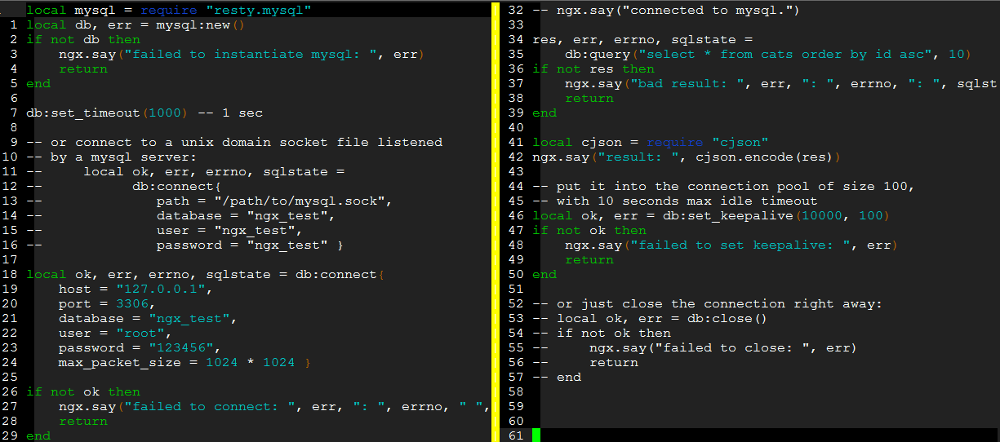 local mysql = require "resty.mysql"
1 local db, err = mysql:new()
2 if not db then
3     ngx.say("failed to instantiate mysql: ", err)
4     return
5 end
6
7 db:set_timeout(1000) -- 1 sec
8
9 -- or connect to a unix domain socket file listened
10 -- by a mysql server:
11 --     local ok, err, errno, sqlstate =
12 --           db:connect{
13 --              path = "/path/to/mysql.sock",
14 --              database = "ngx_test",
15 --              user = "ngx_test",
16 --              password = "ngx_test" }
17
18 local ok, err, errno, sqlstate = db:connect{
19     host = "127.0.0.1",
20     port = 3306,
21     database = "ngx_test",
22     user = "root",
23     password = "123456",
24     max_packet_size = 1024 * 1024 }
25
26 if not ok then
27     ngx.say("failed to connect: ", err, ": ", errno, " ",
28     return
29 end
32 -- ngx.say("connected to mysql.")
33
34 res, err, errno, sqlstate =
35     db:query("select * from cats order by id asc", 10)
36 if not res then
37     ngx.say("bad result: ", err, ": ", errno, ": ", sqlst
38     return
39 end
40
41 local cjson = require "cjson"
42 ngx.say("result: ", cjson.encode(res))
43
44 -- put it into the connection pool of size 100,
45 -- with 10 seconds max idle timeout
46 local ok, err = db:set_keepalive(10000, 100)
47 if not ok then
48     ngx.say("failed to set keepalive: ", err)
49     return
50 end
51
52 -- or just close the connection right away:
53 -- local ok, err = db:close()
54 -- if not ok then
55 --     ngx.say("failed to close: ", err)
56 --     return
57 -- end
58
59
60
61